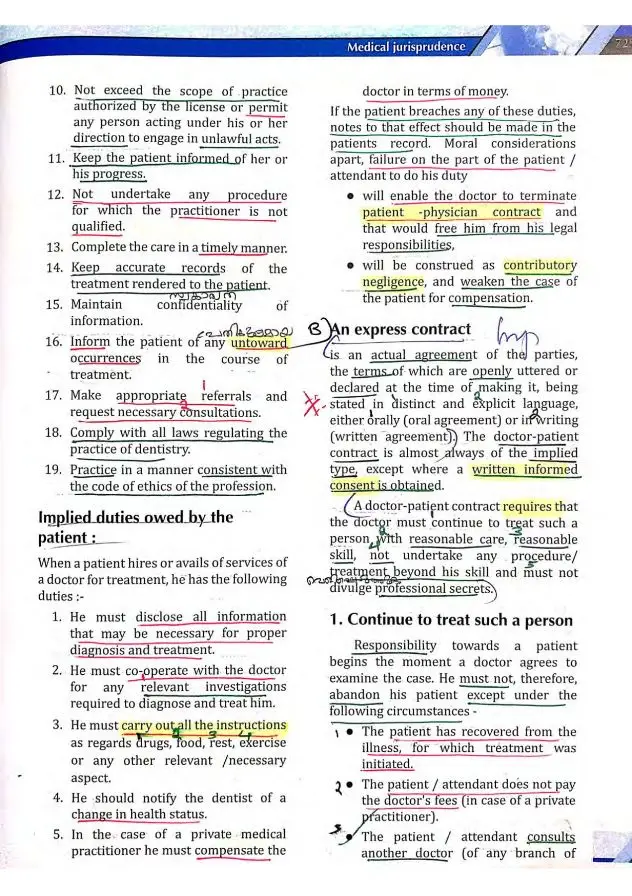 Medical jurisprudence
72
10. Not exceed the scope of practice
authorized by the license or permit
any person acting under his or her
direction to engage in unlawful acts.
11. Keep the patient informed of her or
his progress.
12. Not undertake any procedure
for which the practitioner is not
qualified.
13. Complete the care in a timely manner.
14. Keep accurate records of the
treatment rendered to the patient.
15. Maintain confidentiality of
information.
16. Inform the patient of any untoward
occurrences in the course of
treatment.
17. Make appropriate referrals and
request necessary consultations.
18. Comply with all laws regulating the
practice of dentistry.
19. Practice in a manner consistent with
the code of ethics of the profession.
Implied duties owed by the
patient :
When a patient hires or avails of services of
a doctor for treatment, he has the following
duties :-
1. He must disclose all information
that may be necessary for proper
diagnosis and treatment.
2. He must co-operate with the doctor
for any relevant investigations
required to diagnose and treat him.
3. He must carry out all the instructions
as regards drugs, food, rest, exercise
or any other relevant /necessary
aspect.
4. He should notify the dentist of a
change in health status.
5. In the case of a private medical
practitioner he must compensate the
doctor in terms of money.
If the patient breaches any of these duties,
notes to that effect should be made in the
patients record. Moral considerations
apart, failure on the part of the patient /
attendant to do his duty
• will enable the doctor to terminate
patient -physician contract and
that would free him from his legal
responsibilities,
• will be construed as contributory
negligence, and weaken the case of
the patient for compensation.
B) An express contract
imp
is an actual agreement of the parties,
the terms of which are openly uttered or
declared at the time of making it, being
stated in distinct and explicit language,
either orally (oral agreement) or in writing
(written agreement). The doctor-patient
contract is almost always of the implied
type, except where a written informed
consent is obtained.
A doctor-patient contract requires that
the doctor must continue to treat such a
person, with reasonable care, reasonable
skill, not undertake any procedure/
treatment beyond his skill and must not
divulge professional secrets.
1. Continue to treat such a person
Responsibility towards a patient
begins the moment a doctor agrees to
examine the case. He must not, therefore,
abandon his patient except under the
following circumstances -
1 • The patient has recovered from the
illness, for which treatment was
initiated.
2 • The patient / attendant does not pay
the doctor's fees (in case of a private
practitioner).
3 • The patient / attendant consults
another doctor (of any branch of